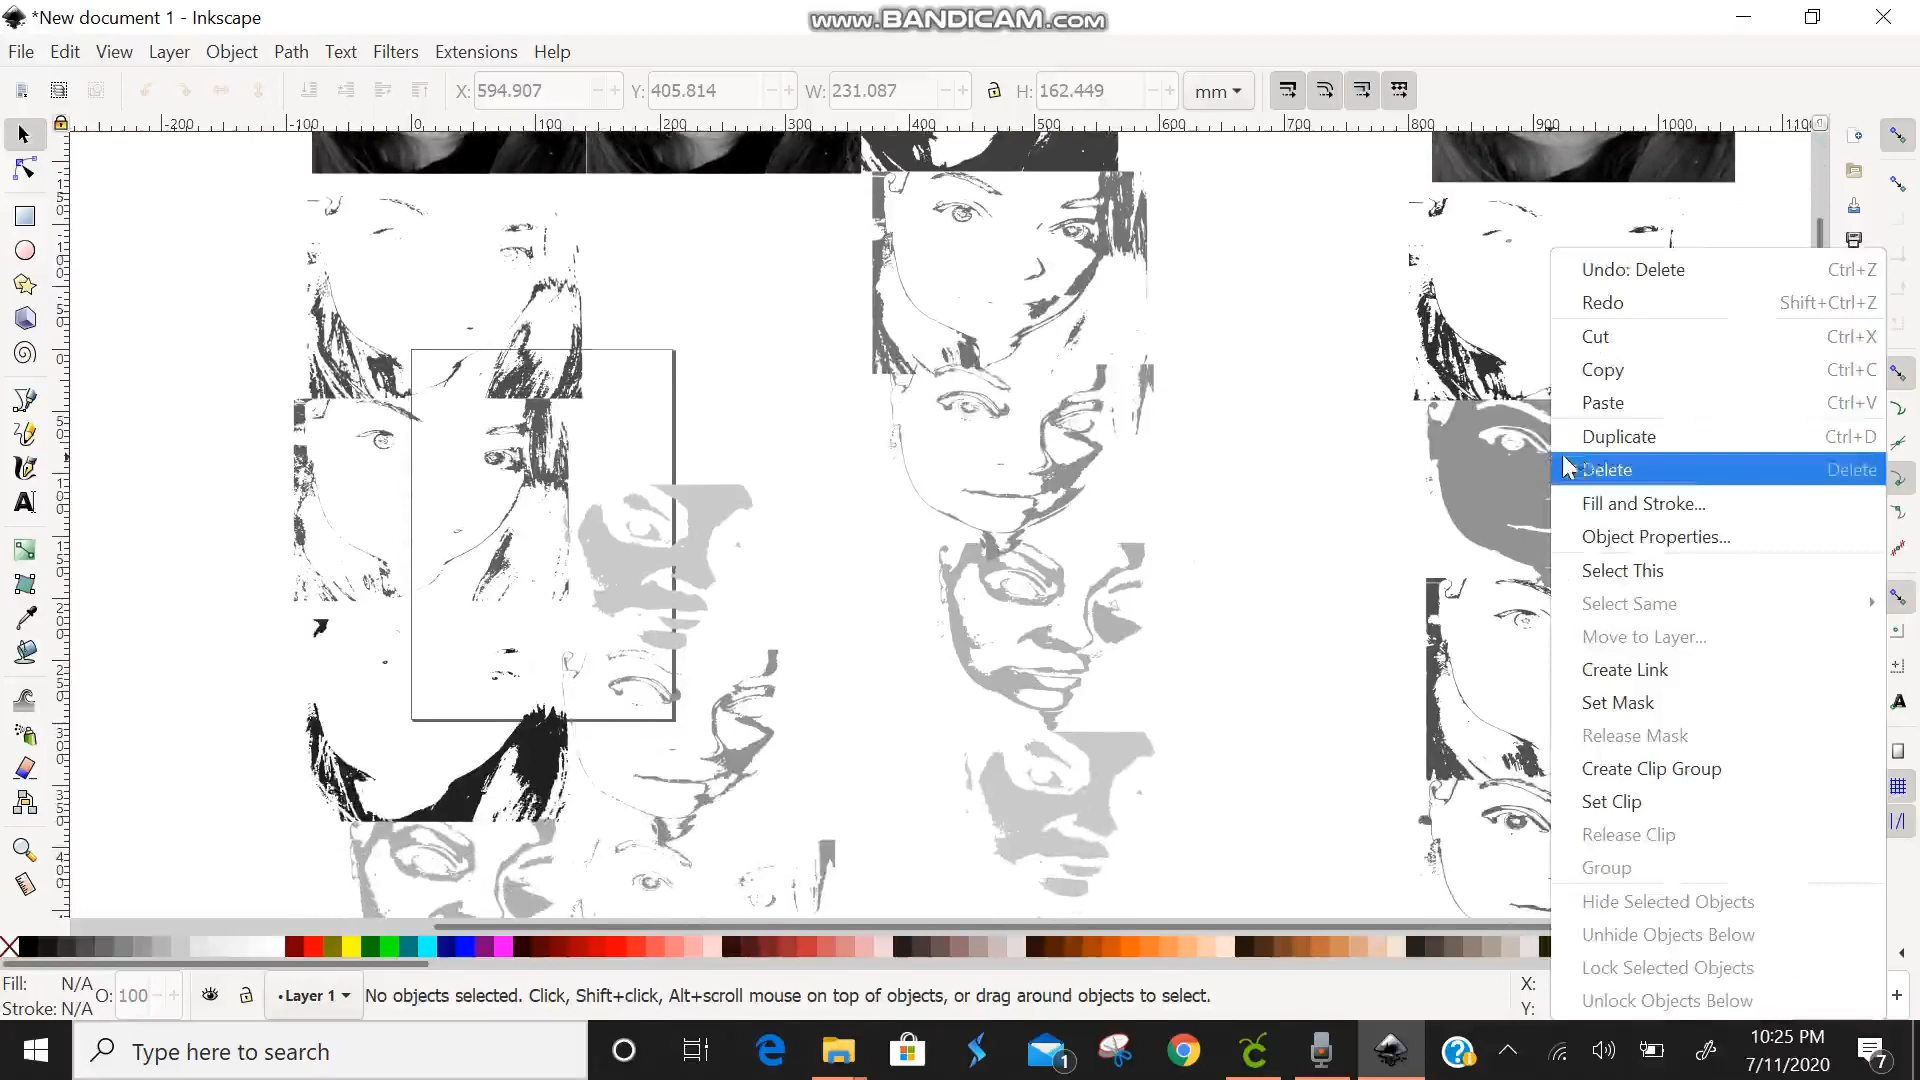 *New document 1 - Inkscape
www.BANDICAM.com
File Edit View Layer Object Path Text Filters Extensions Help
X: 594.907 Y: 405.814 W: 231.087 H: 162.449 mm
-200 -100 0 100 200 300 400 500 600 700 800 900 1000 1100
Undo: Delete Ctrl+Z
Redo Shift+Ctrl+Z
Cut Ctrl+X
Copy Ctrl+C
Paste Ctrl+V
Duplicate Ctrl+D
Delete Delete
Fill and Stroke...
Object Properties...
Select This
Select Same
Move to Layer...
Create Link
Set Mask
Release Mask
Create Clip Group
Set Clip
Release Clip
Group
Hide Selected Objects
Unhide Objects Below
Lock Selected Objects
Unlock Objects Below
Fill: N/A
Stroke: N/A
O: 100
•Layer 1
No objects selected. Click, Shift+click, Alt+scroll mouse on top of objects, or drag around objects to select.
X:
Y:
Type here to search
1
10:25 PM
7/11/2020
7